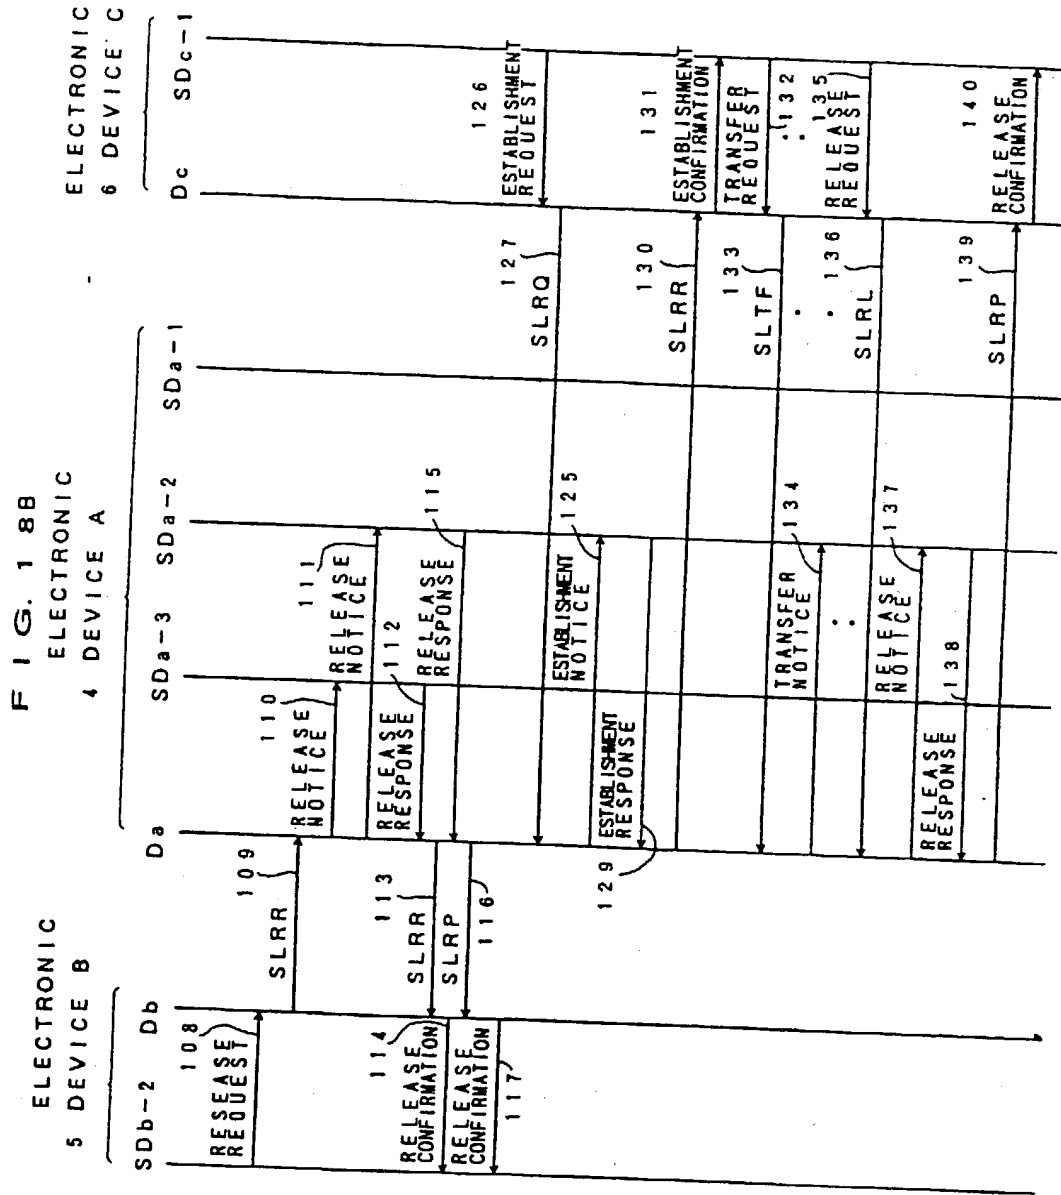 FIG. 18B
ELECTRONIC
5 DEVICE B
ELECTRONIC
4 DEVICE A
ELECTRONIC
6 DEVICE C
SDb-2
Db
Da
SDa-3
SDa-2
SDa-1
Dc
SDc-1
108
RESEASE
REQUEST
109
SLRR
110
RELEASE
NOTICE
111
RELEASE
NOTICE
112
RELEASE
RESPONSE
113
SLRR
114
RELEASE
CONFIRMATION
115
RELEASE
RESPONSE
SLRP
116
RELEASE
CONFIRMATION
117
126
ESTABLISHMENT
REQUEST
127
SLRQ
125
ESTABLISHMENT
NOTICE
ESTABLISHMENT
RESPONSE
129
130
SLRR
131
ESTABLISHMENT
CONFIRMATION
TRANSFER
REQUEST
132
133
SLTF
134
TRANSFER
NOTICE
135
RELEASE
REQUEST
136
SLRL
137
RELEASE
NOTICE
138
RELEASE
RESPONSE
139
SLRP
140
RELEASE
CONFIRMATION